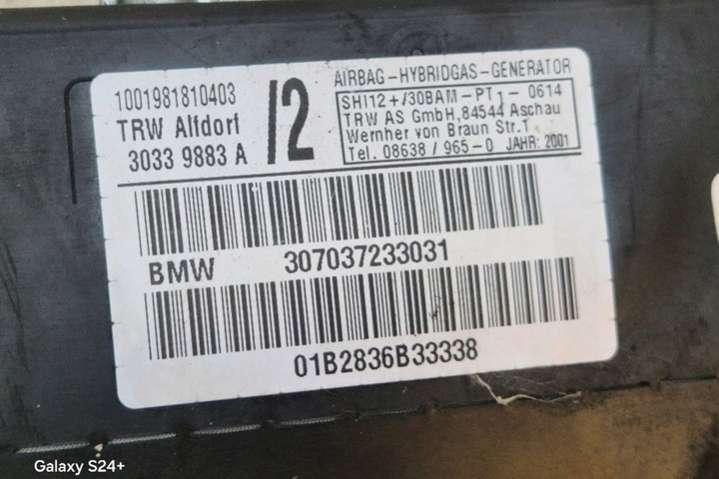 1001981810403
TRW Alfdorf
3033 9883 A
/2
AIRBAG-HYBRIDGAS-GENERATOR
SHI12+/30BAM-PT1-0614
TRW AS GmbH,84544 Aschau
Wernher von Braun Str.1
Tel. 08638/965-0 JAHR: 2001
BMW 307037233031
01B2836B33338
Galaxy S24+